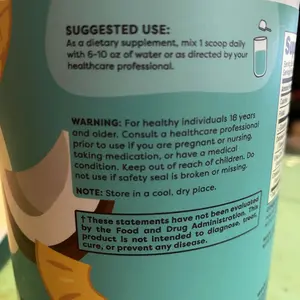 SUGGESTED USE:
As a dietary supplement, mix 1 scoop daily
with 6-10 oz of water or as directed by your
healthcare professional.
WARNING: For healthy individuals 18 years
and older. Consult a healthcare professional
prior to use if you are pregnant or nursing,
taking medication, or have a medical
condition. Keep out of reach of children. Do
not use if safety seal is broken or missing.
NOTE: Store in a cool, dry place.
† These statements have not been evaluated
by the Food and Drug Administration. This
product is not intended to diagnose, treat,
cure, or prevent any disease.